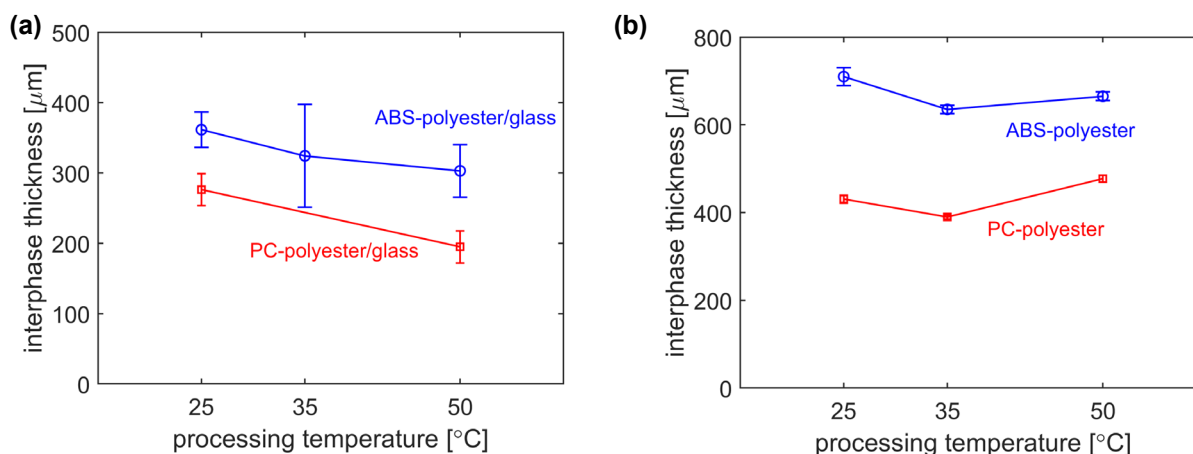 (a)
500
400
300
200
100
0
interphase thickness [μm]
ABS-polyester/glass
PC-polyester/glass
25 35 50
processing temperature [°C]
(b)
800
600
400
200
0
interphase thickness [μm]
ABS-polyester
PC-polyester
25 35 50
processing temperature [°C]